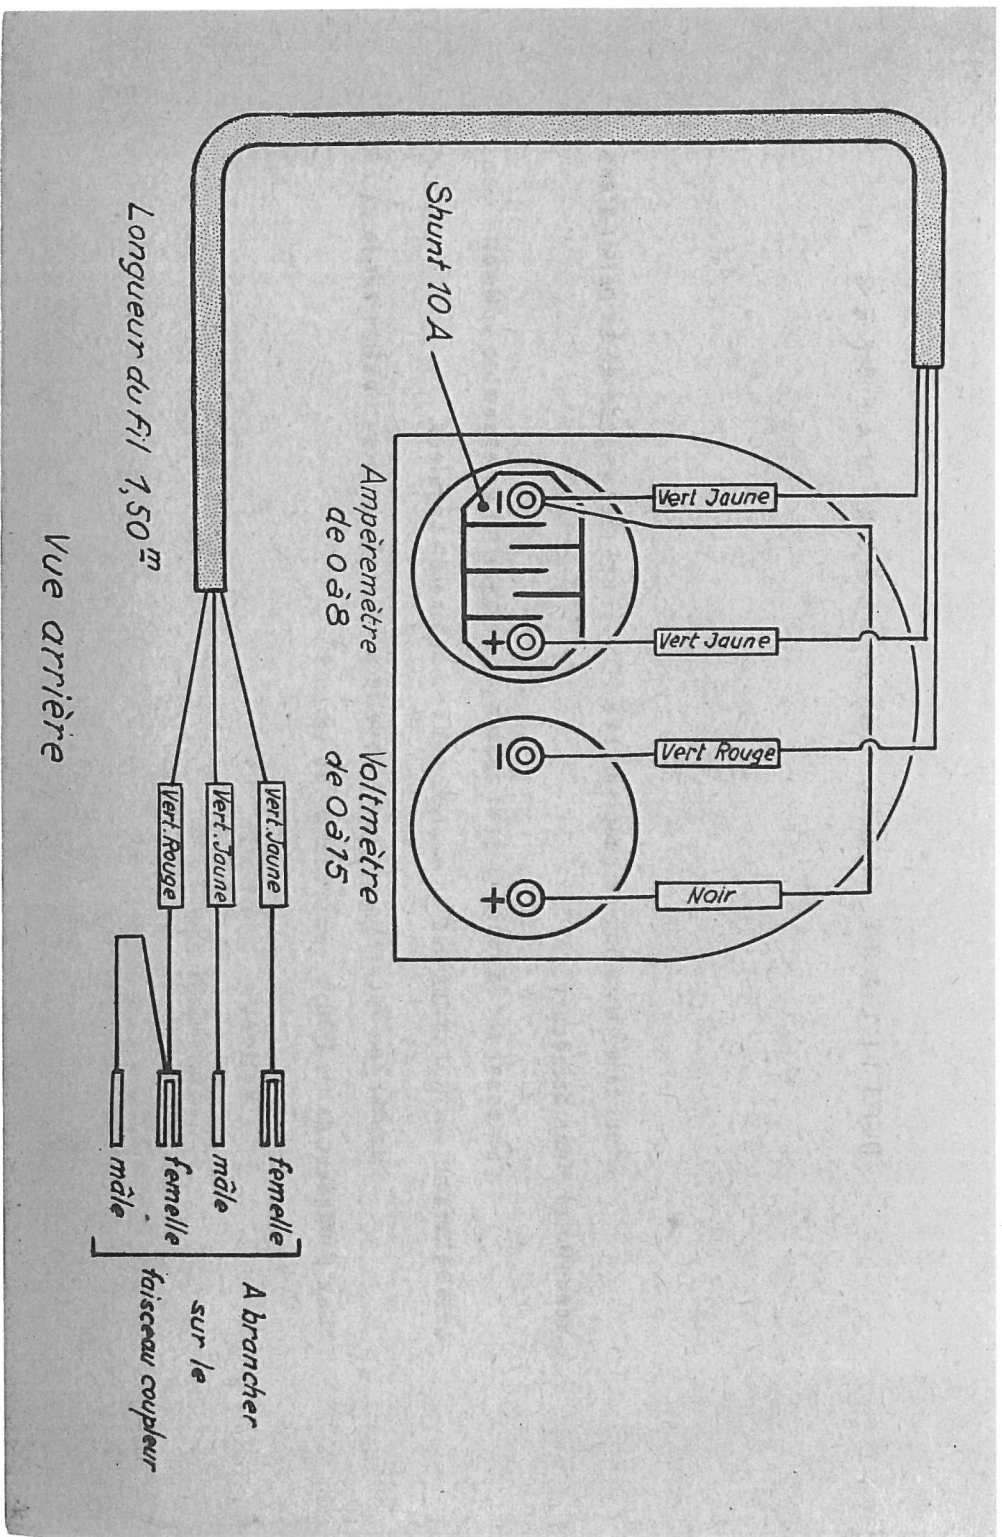 Vert Jaune
Vert Jaune
Vert Rouge
Noir
Shunt 10 A
− + − +
Ampèremètre
de 0 à 8
Voltmètre
de 0 à 15
Vert.Jaune
femelle
Vert.Jaune
mâle
Vert.Rouge
femelle
mâle
A brancher
sur le
faisceau coupleur
Longueur du fil 1,50 m
Vue arrière